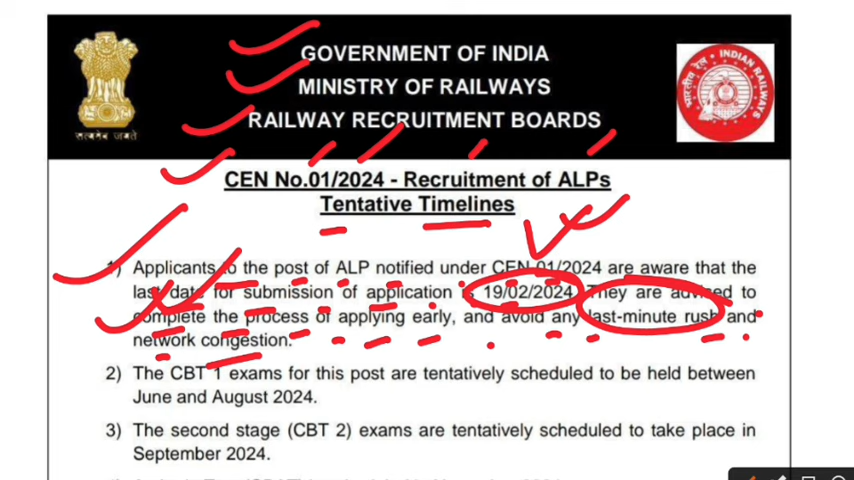 GOVERNMENT OF INDIA
MINISTRY OF RAILWAYS
RAILWAY RECRUITMENT BOARDS
सत्यमेव जयते
INDIAN RAILWAYS
भारतीय रेल
CEN No.01/2024 - Recruitment of ALPs
Tentative Timelines
1) Applicants to the post of ALP notified under CEN 01/2024 are aware that the
last date for submission of application is 19/02/2024. They are advised to
complete the process of applying early, and avoid any last-minute rush and
network congestion.
2) The CBT 1 exams for this post are tentatively scheduled to be held between
June and August 2024.
3) The second stage (CBT 2) exams are tentatively scheduled to take place in
September 2024.